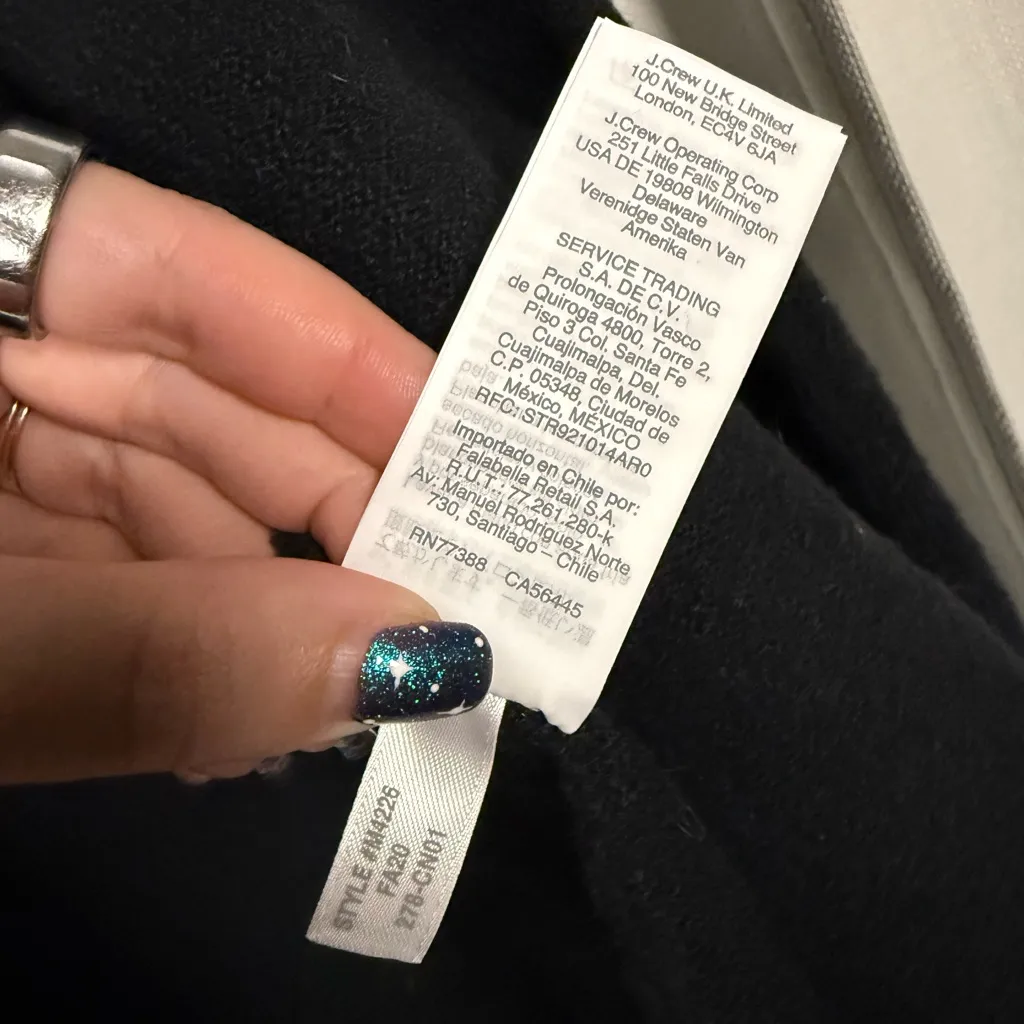 J.Crew U.K. Limited
100 New Bridge Street
London, EC4V 6JA
J.Crew Operating Corp
251 Little Falls Drive
USA DE 19808 Wilmington
Delaware
Verenidge Staten Van
Amerika
SERVICE TRADING
S.A. DE C.V.
Prolongación Vasco
de Quiroga 4800, Torre 2,
Piso 3 Col, Santa Fe
Cuajimalpa, Del.
Cuajimalpa de Morelos
C.P. 05348, Ciudad de
México, MÉXICO
RFC: STR921014AR0
Importado en Chile por:
Falabella Retail S.A.
R.U.T.: 77,261,280-k
Av: Manuel Rodriguez Norte
730, Santiago – Chile
RN77388 CA56445
STYLE #AM4226
FA20
278-CN01